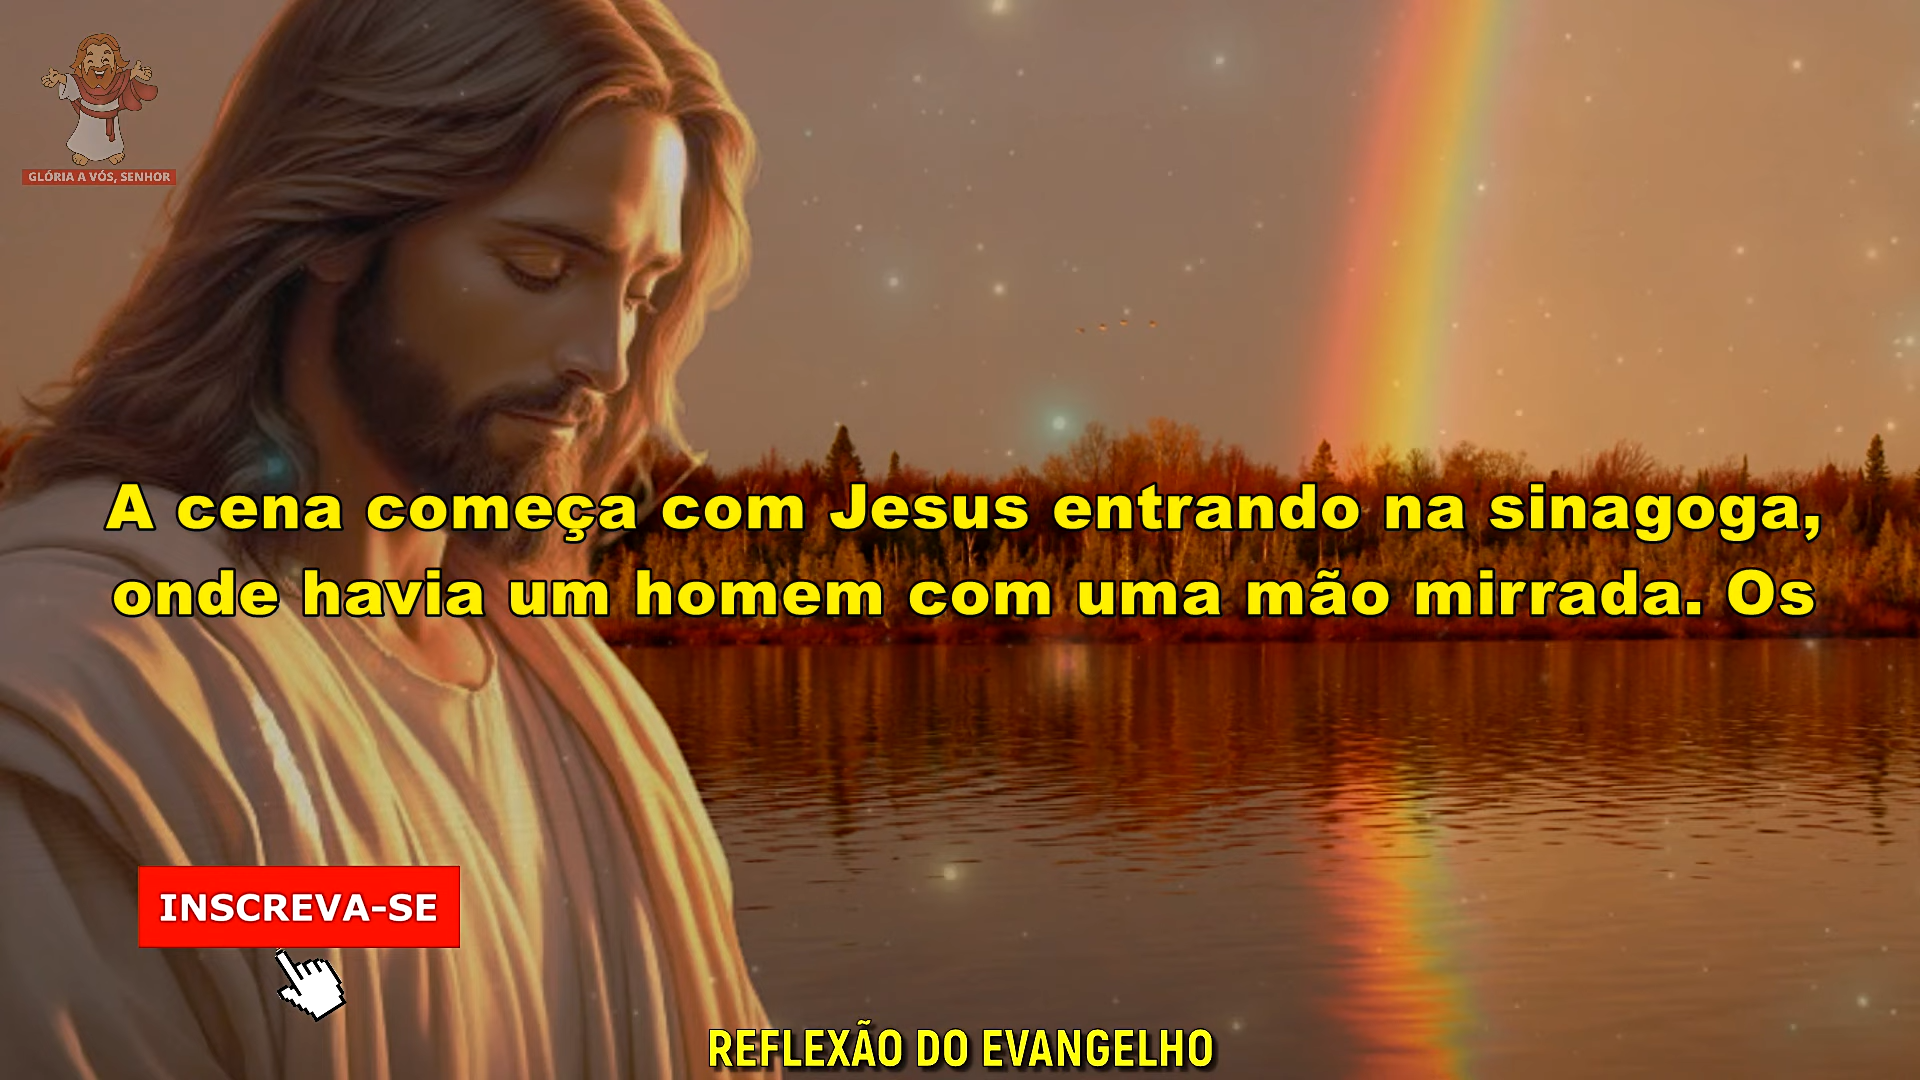 GLÓRIA A VÓS, SENHOR
A cena começa com Jesus entrando na sinagoga,
onde havia um homem com uma mão mirrada. Os
INSCREVA-SE
REFLEXÃO DO EVANGELHO